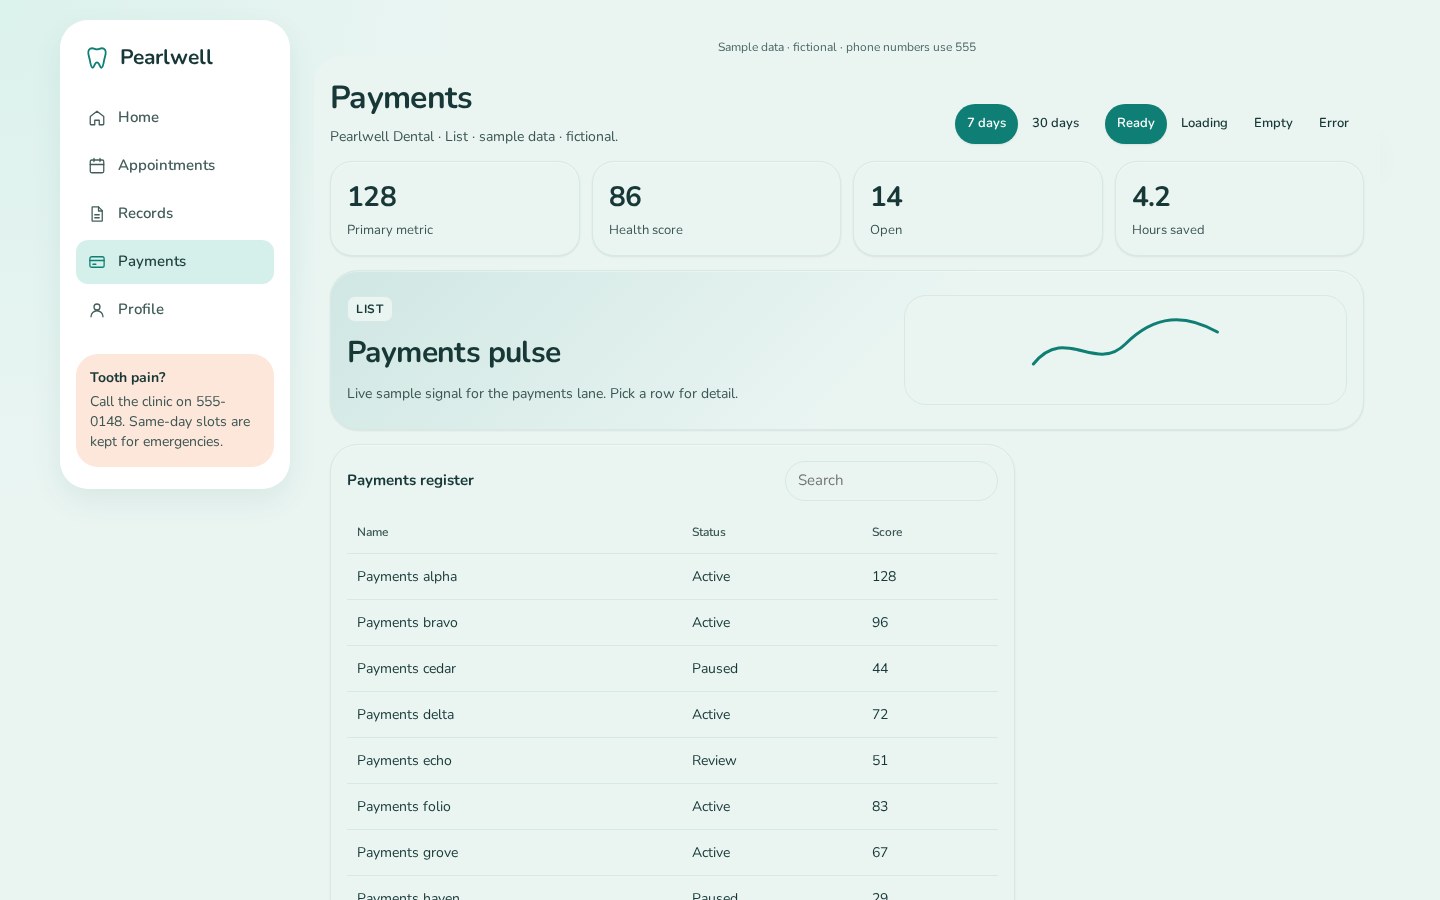 Pearlwell
Home
Appointments
Records
Payments
Profile
Tooth pain?
Call the clinic on 555-
0148. Same-day slots are
kept for emergencies.
Sample data · fictional · phone numbers use 555
Payments
Pearlwell Dental · List · sample data · fictional.
7 days 30 days Ready Loading Empty Error
128 86 14 4.2
Primary metric Health score Open Hours saved
LIST
Payments pulse
Live sample signal for the payments lane. Pick a row for detail.
Payments register Search
Name Status Score
Payments alpha Active 128
Payments bravo Active 96
Payments cedar Paused 44
Payments delta Active 72
Payments echo Review 51
Payments folio Active 83
Payments grove Active 67
Payments haven Paused 29